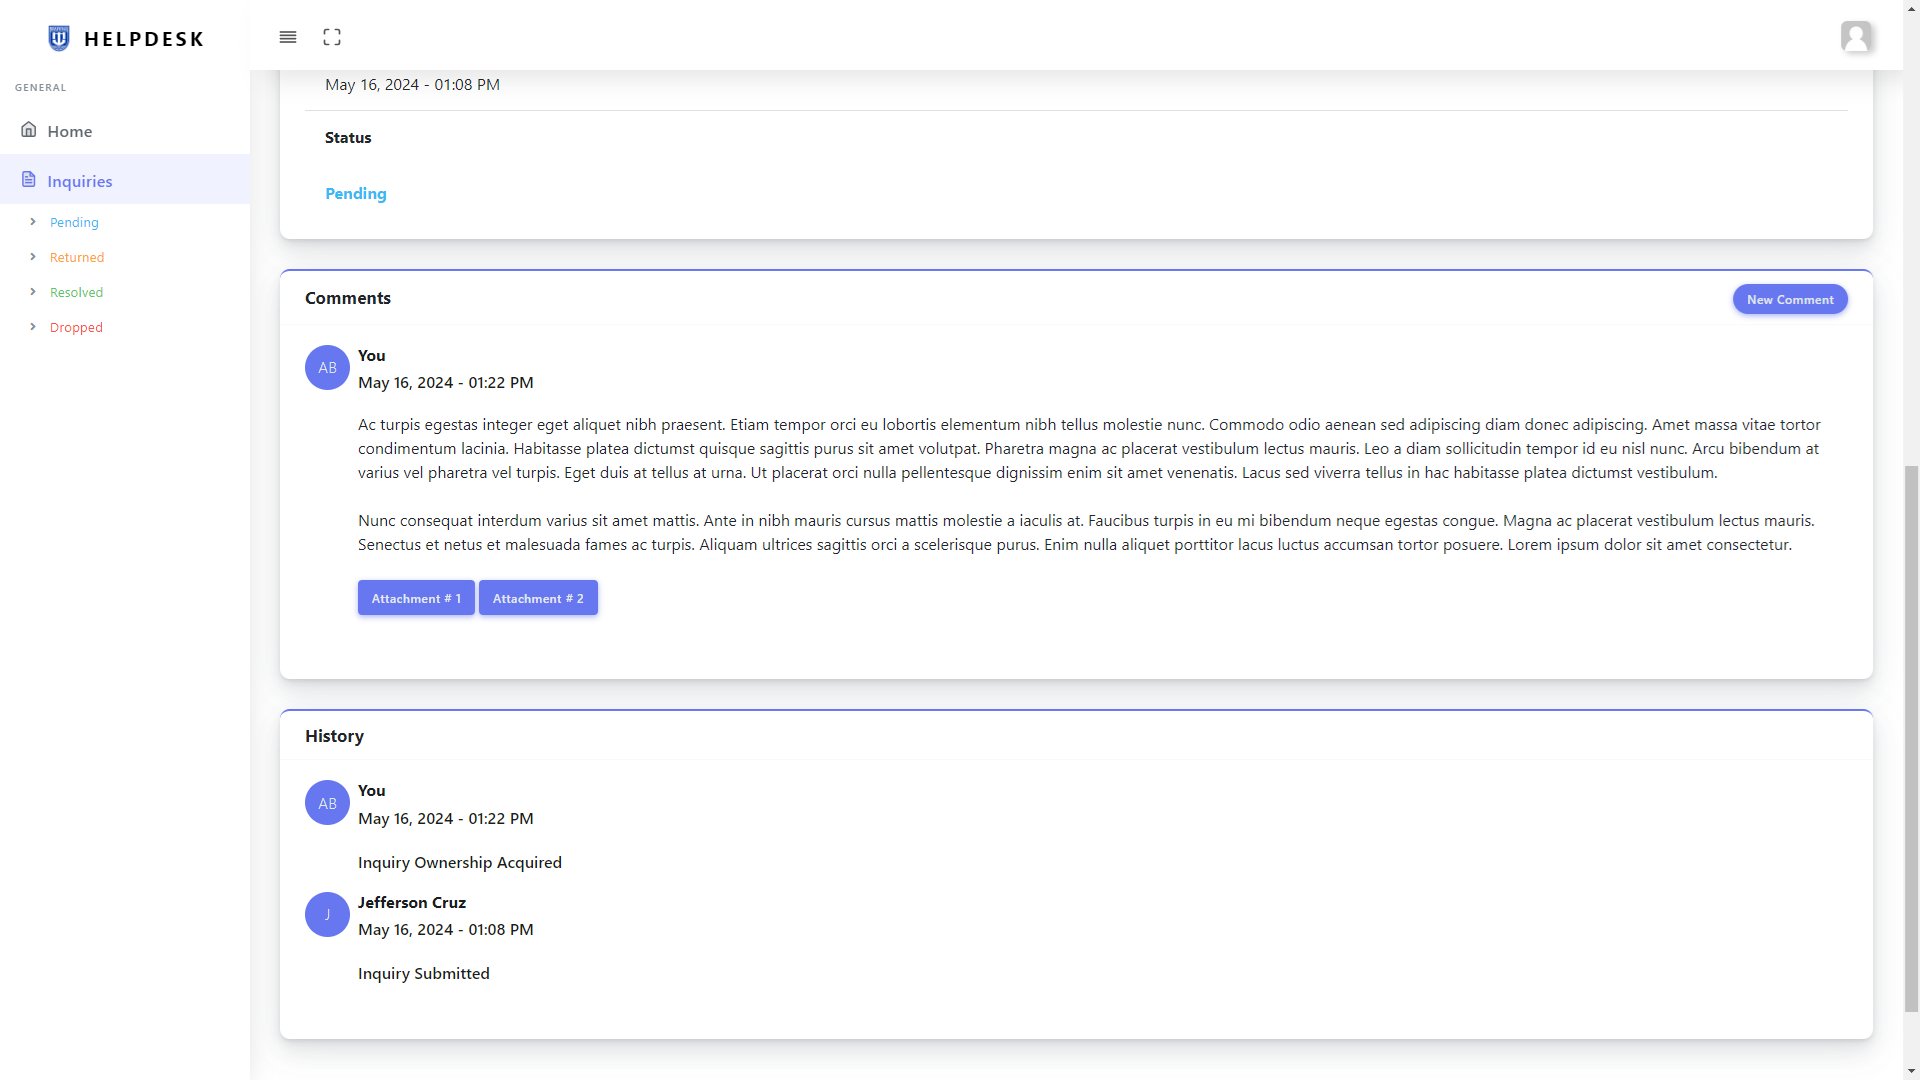 HELPDESK
GENERAL
Home
Inquiries
Pending
Returned
Resolved
Dropped
May 16, 2024 - 01:08 PM
Status
Pending
Comments
New Comment
AB
You
May 16, 2024 - 01:22 PM
Ac turpis egestas integer eget aliquet nibh praesent. Etiam tempor orci eu lobortis elementum nibh tellus molestie nunc. Commodo odio aenean sed adipiscing diam donec adipiscing. Amet massa vitae tortor
condimentum lacinia. Habitasse platea dictumst quisque sagittis purus sit amet volutpat. Pharetra magna ac placerat vestibulum lectus mauris. Leo a diam sollicitudin tempor id eu nisl nunc. Arcu bibendum at
varius vel pharetra vel turpis. Eget duis at tellus at urna. Ut placerat orci nulla pellentesque dignissim enim sit amet venenatis. Lacus sed viverra tellus in hac habitasse platea dictumst vestibulum.
Nunc consequat interdum varius sit amet mattis. Ante in nibh mauris cursus mattis molestie a iaculis at. Faucibus turpis in eu mi bibendum neque egestas congue. Magna ac placerat vestibulum lectus mauris.
Senectus et netus et malesuada fames ac turpis. Aliquam ultrices sagittis orci a scelerisque purus. Enim nulla aliquet porttitor lacus luctus accumsan tortor posuere. Lorem ipsum dolor sit amet consectetur.
Attachment # 1
Attachment # 2
History
AB
You
May 16, 2024 - 01:22 PM
Inquiry Ownership Acquired
J
Jefferson Cruz
May 16, 2024 - 01:08 PM
Inquiry Submitted